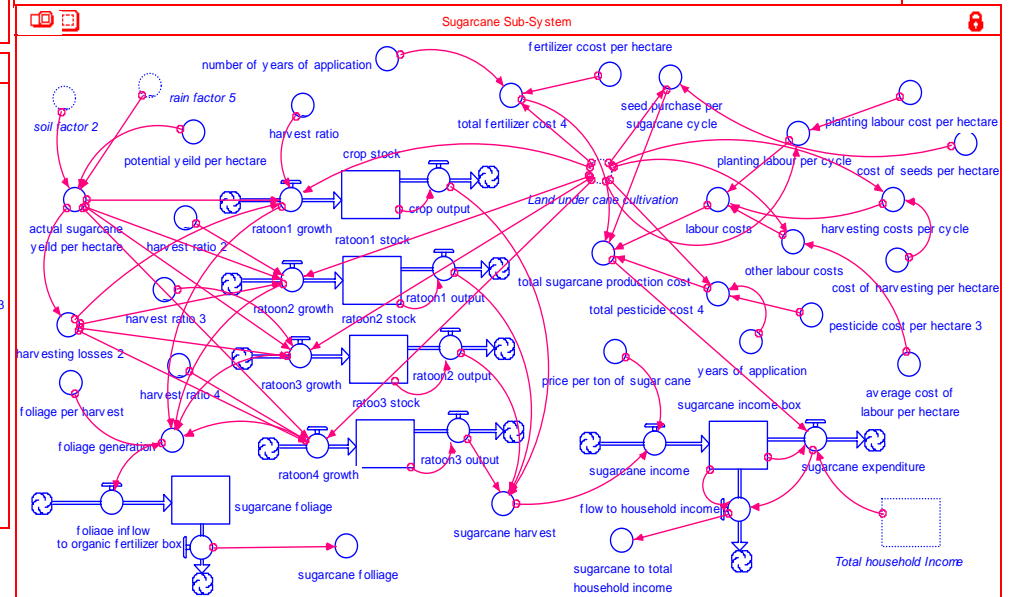 Sugarcane Sub-System
fertilizer ccost per hectare
number of years of application
rain factor 5
soil factor 2
harvest ratio
total fertilizer cost 4
seed purchase per
sugarcane cycle
planting labour cost per hectare
potential yeild per hectare
crop stock
planting labour per cycle
cost of seeds per hectare
Land under cane cultivation
crop output
actual sugarcane
yeild per hectare
ratoon1 growth
harvest ratio 2
ratoon1 stock
labour costs
harvesting costs per cycle
other labour costs
total sugarcane production cost
cost of harvesting per hectare
ratoon1 output
ratoon2 growth
ratoon2 stock
harvest ratio 3
total pesticide cost 4
pesticide cost per hectare 3
3
harvesting losses 2
ratoon3 growth
ratoon2 output
price per ton of sugar cane
years of application
harvest ratio 4
ratoo3 stock
average cost of
labour per hectare
foliage per harvest
sugarcane income box
foliage generation
ratoon4 growth
ratoon3 output
sugarcane income
sugarcane expenditure
sugarcane foliage
flow to household income
foliage inflow
to organic fertilizer box
sugarcane harvest
sugarcane folliage
sugarcane to total
household income
Total household Income